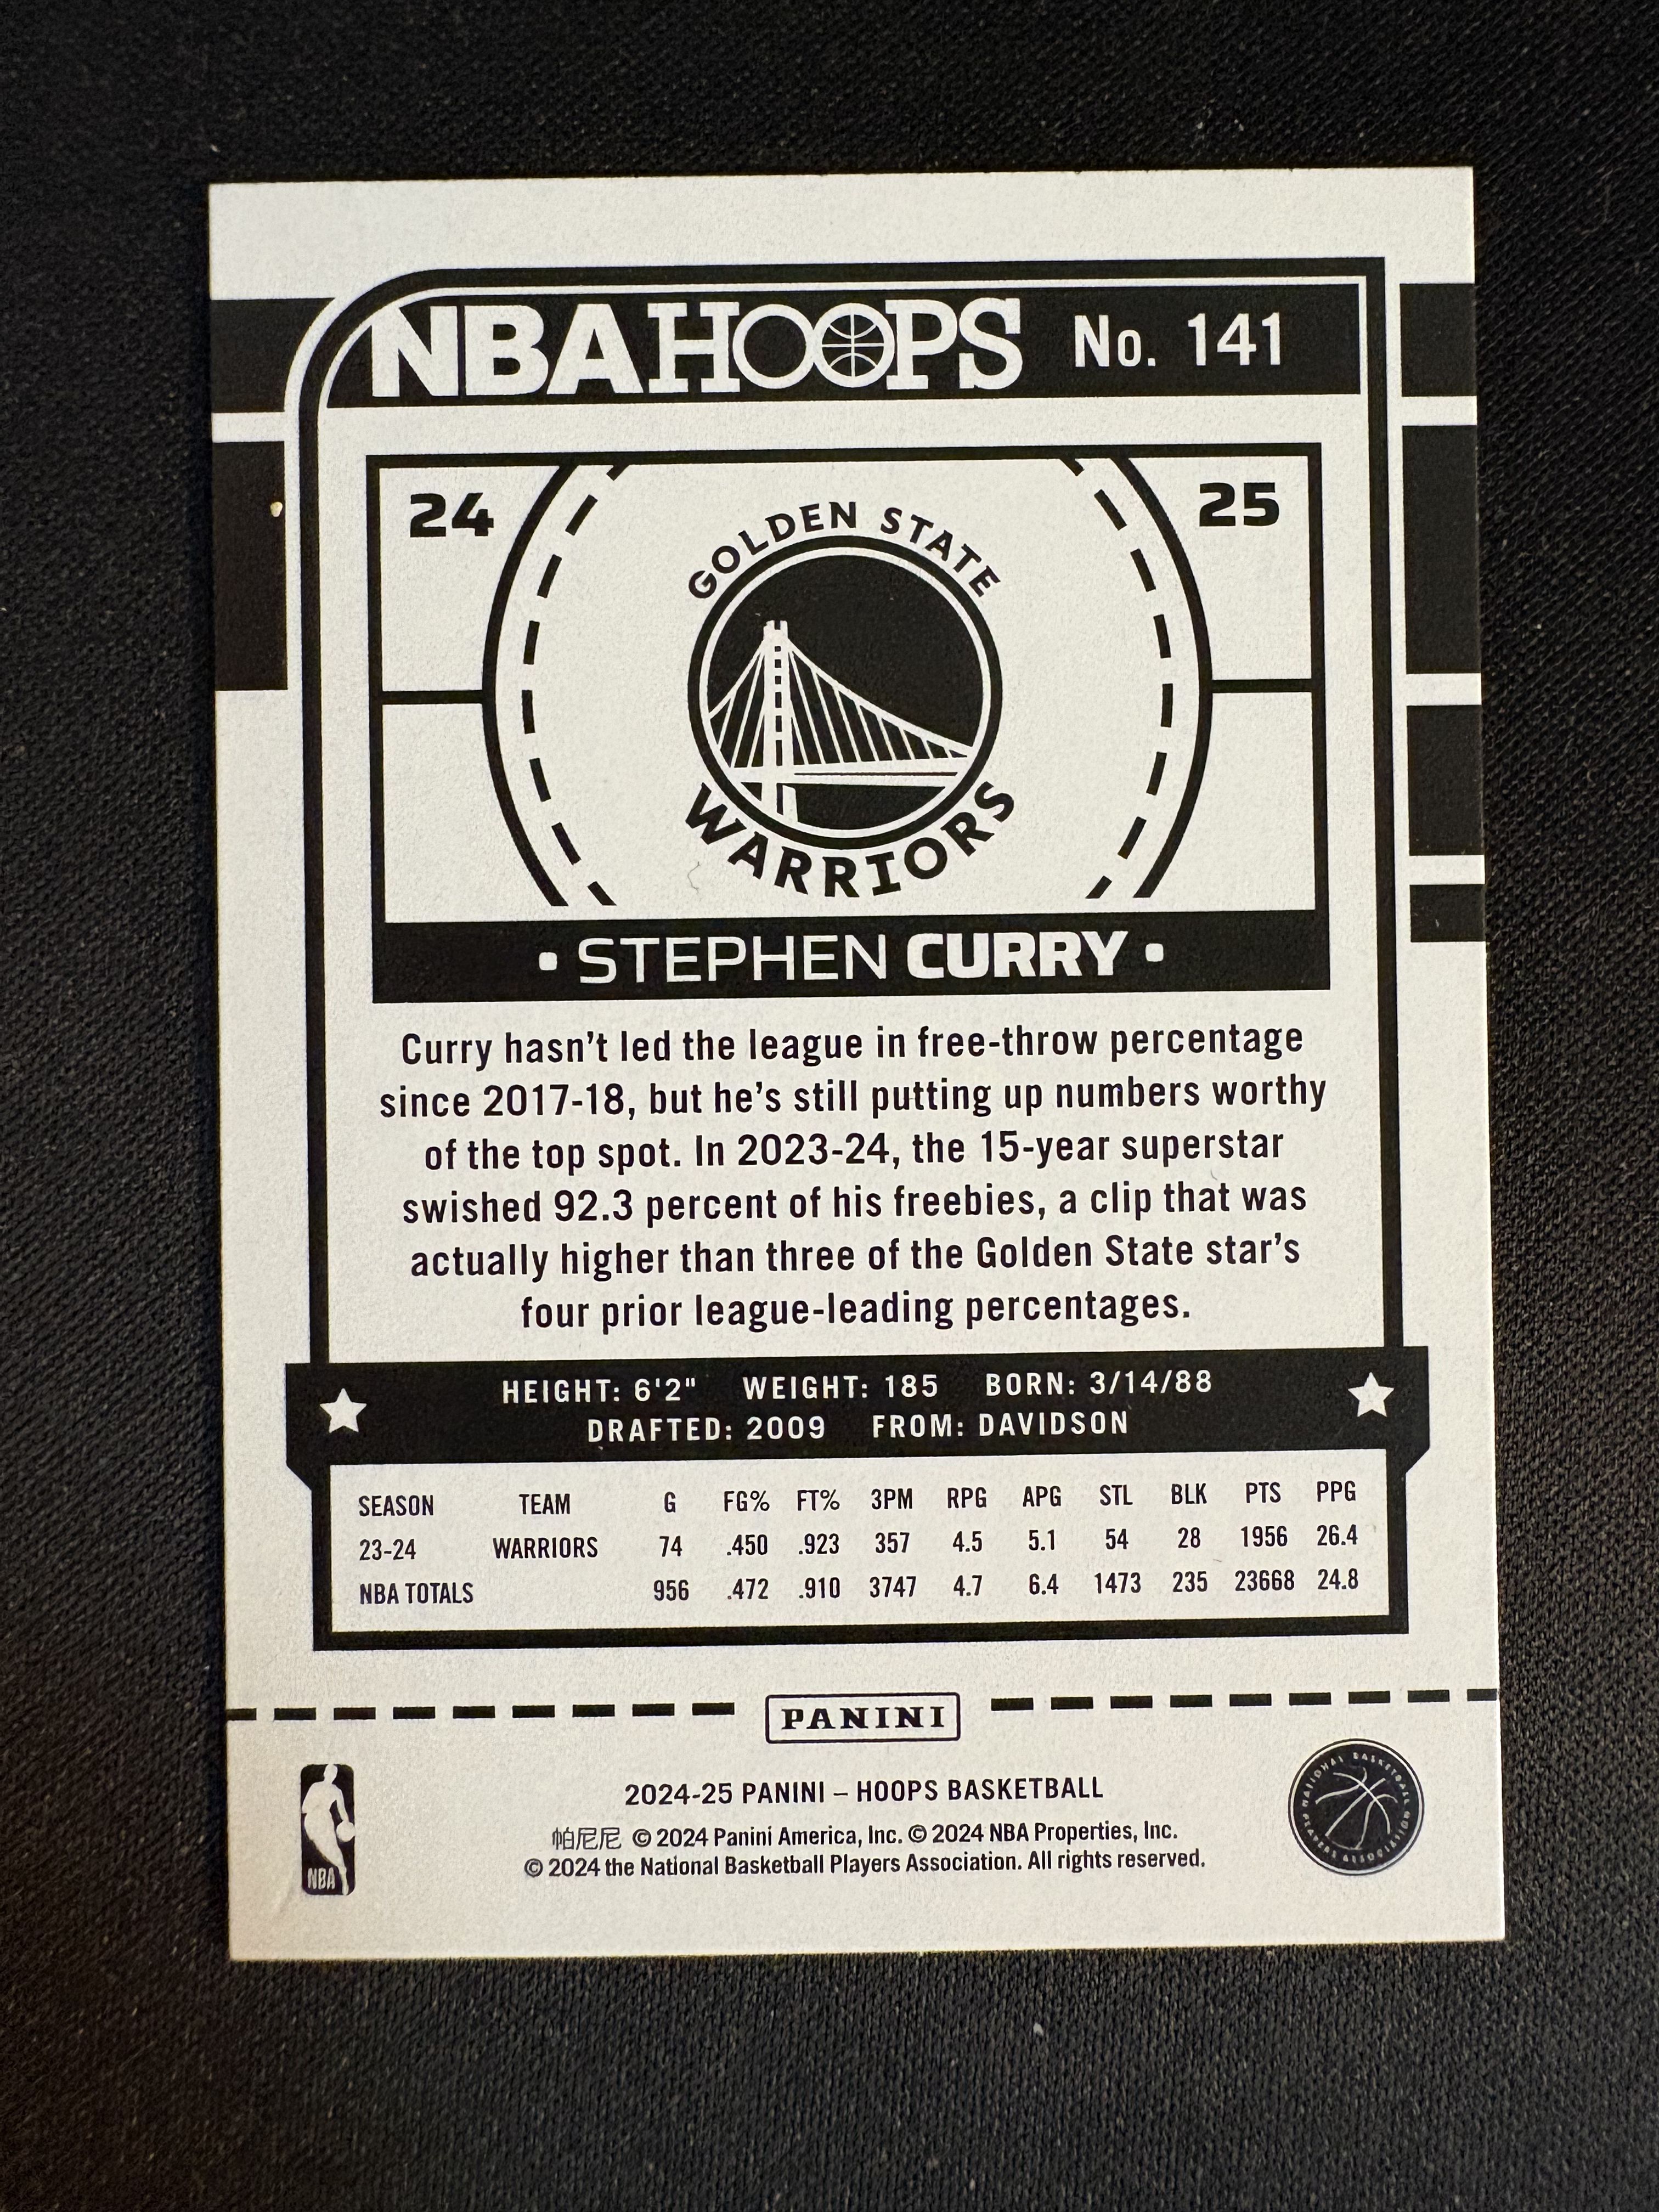 NBA HOOPS No. 141
24 25
GOLDEN STATE
WARRIORS
• STEPHEN CURRY •
Curry hasn't led the league in free-throw percentage
since 2017-18, but he's still putting up numbers worthy
of the top spot. In 2023-24, the 15-year superstar
swished 92.3 percent of his freebies, a clip that was
actually higher than three of the Golden State star's
four prior league-leading percentages.
HEIGHT: 6'2" WEIGHT: 185 BORN: 3/14/88
DRAFTED: 2009 FROM: DAVIDSON
SEASON TEAM G FG% FT% 3PM RPG APG STL BLK PTS PPG
23-24 WARRIORS 74 .450 .923 357 4.5 5.1 54 28 1956 26.4
NBA TOTALS 956 .472 .910 3747 4.7 6.4 1473 235 23668 24.8
PANINI
2024-25 PANINI – HOOPS BASKETBALL
帕尼尼 © 2024 Panini America, Inc. © 2024 NBA Properties, Inc.
© 2024 the National Basketball Players Association. All rights reserved.
NBA
NATIONAL BASKETBALL PLAYERS ASSOCIATION